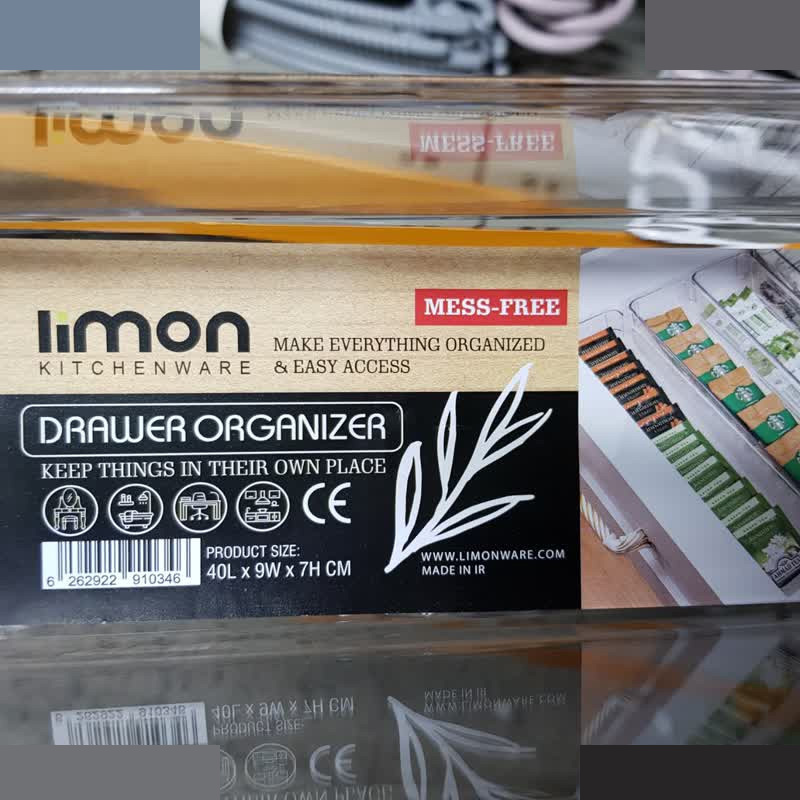 limon
KITCHENWARE
MESS-FREE
MAKE EVERYTHING ORGANIZED
& EASY ACCESS
DRAWER ORGANIZER
KEEP THINGS IN THEIR OWN PLACE
CE
6 262922 910346
PRODUCT SIZE:
40L x 9W x 7H CM
WWW.LIMONWARE.COM
MADE IN IR